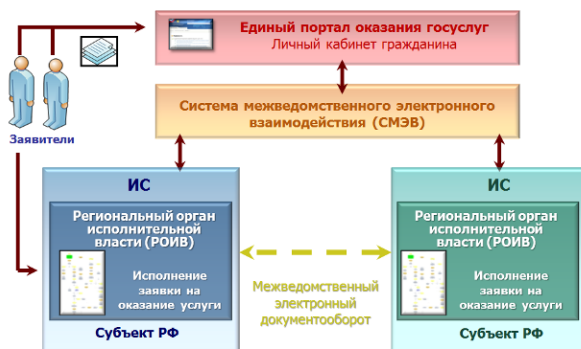 Единый портал оказания госуслуг
Личный кабинет гражданина
Система межведомственного электронного
взаимодействия (СМЭВ)
Заявители
ИС
Региональный орган
исполнительной
власти (РОИВ)
Исполнение
заявки на
оказание услуги
Субъект РФ
Межведомственный
электронный
документооборот
ИС
Региональный орган
исполнительной
власти (РОИВ)
Исполнение
заявки на
оказание услуги
Субъект РФ